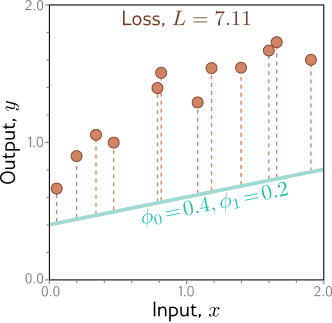 Loss, L = 7.11
2.0
1.0
0.0
Output, y
ϕ₀=0.4, ϕ₁=0.2
0.0 1.0 2.0
Input, x